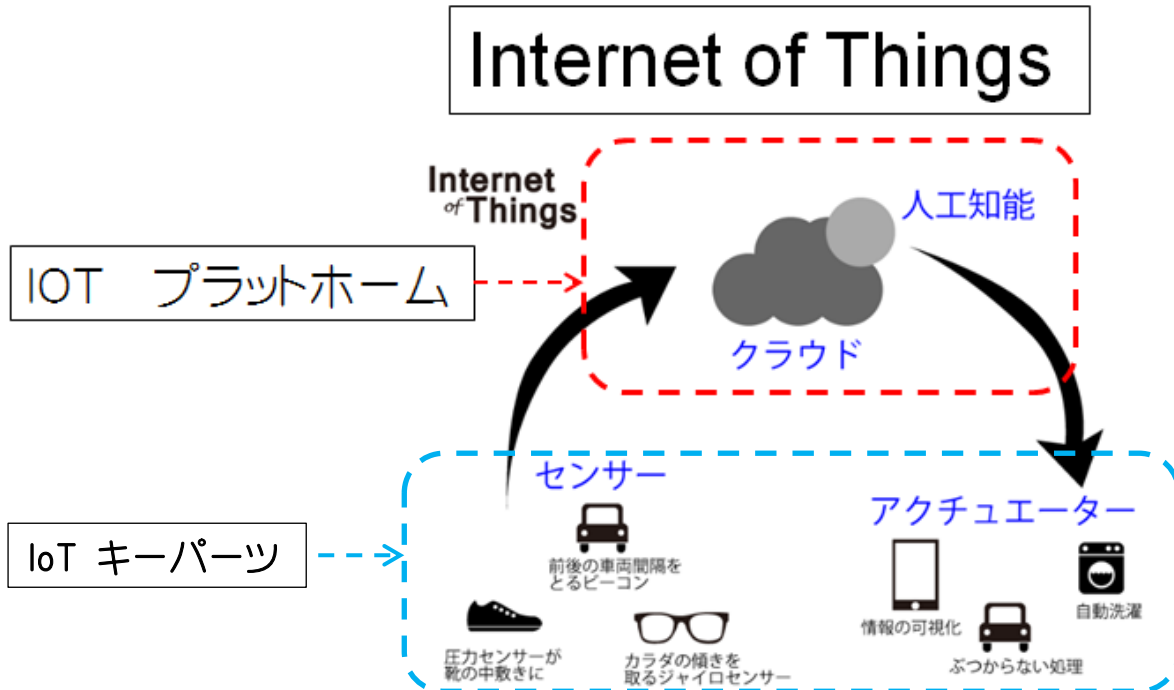 Internet of Things
Internet
of Things
人工知能
IOT　プラットホーム
クラウド
センサー
アクチュエーター
IoT キーパーツ
前後の車両間隔を
とるビーコン
自動洗濯
情報の可視化
圧力センサーが
靴の中敷きに
カラダの傾きを
取るジャイロセンサー
ぶつからない処理